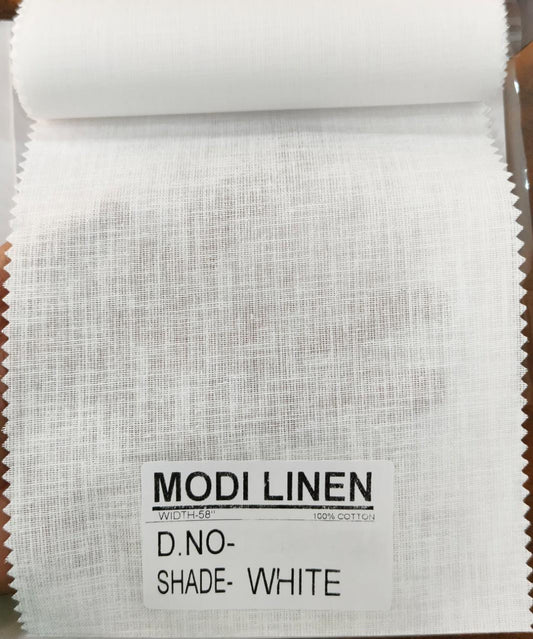 MODI LINEN
WIDTH-58" 100% COTTON
D.NO-
SHADE- WHITE